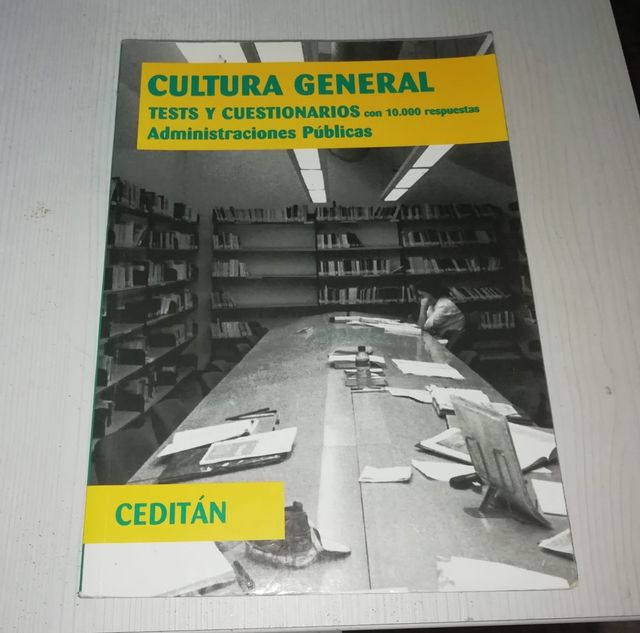 CULTURA GENERAL
TESTS Y CUESTIONARIOS con 10.000 respuestas
Administraciones Públicas
CEDITÁN